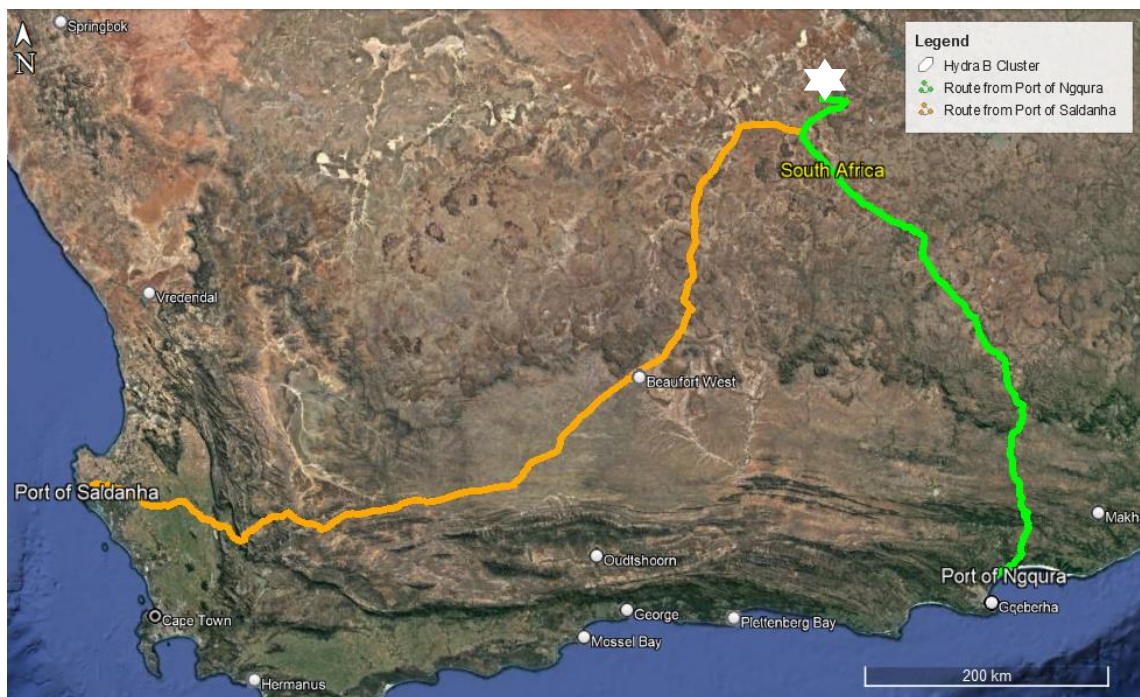 Springbok
N
Legend
Hydra B Cluster
Route from Port of Ngqura
Route from Port of Saldanha
South Africa
Vredendal
Beaufort West
Port of Saldanha
Makh
Oudtshoorn
Port of Ngqura
Gqeberha
George
Cape Town
Plettenberg Bay
Mossel Bay
Hermanus
200 km